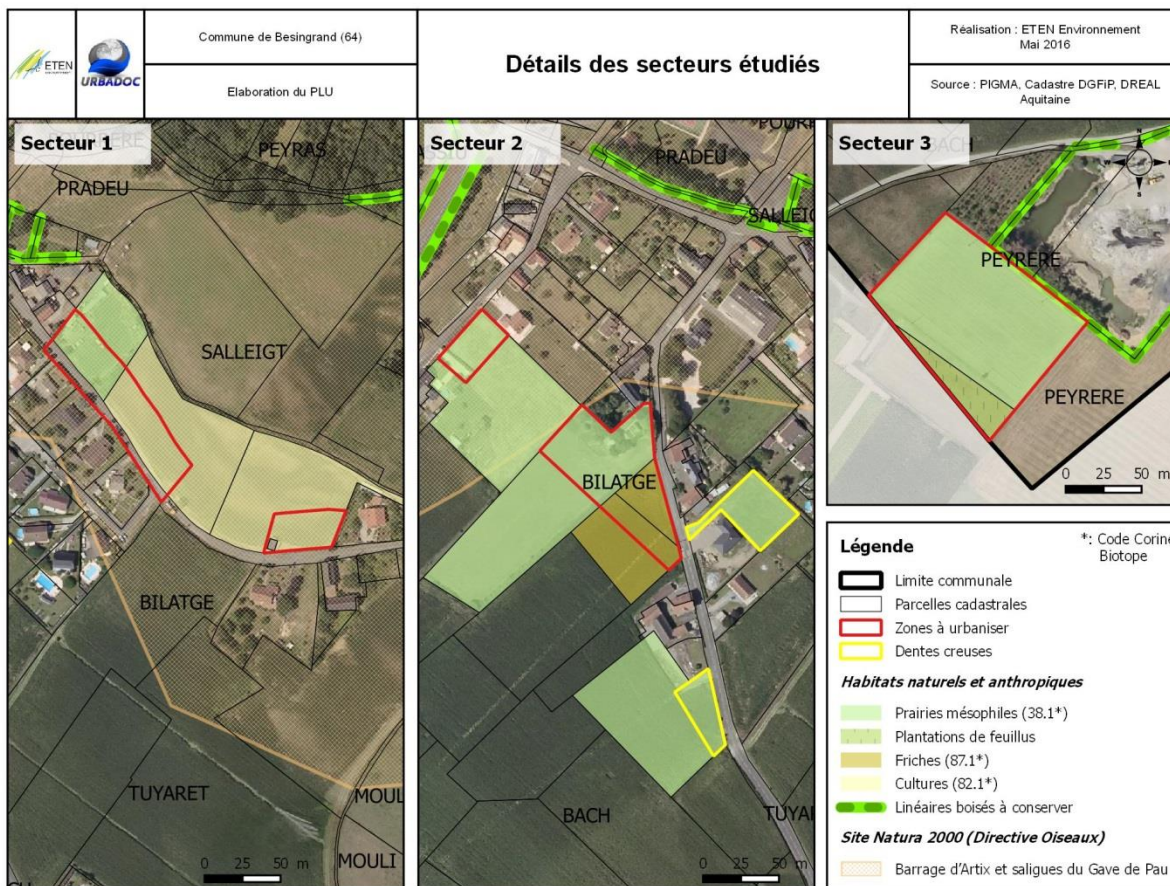 ETEN
ENVIRONNEMENT
URBADOC
Commune de Besingrand (64)
Elaboration du PLU
Détails des secteurs étudiés
Réalisation : ETEN Environnement
Mai 2016
Source : PIGMA, Cadastre DGFiP, DREAL
Aquitaine
Secteur 1
PEYRAS
PRADEU
SALLEIGT
BILATGE
TUYARET
MOUL
MOULI
0 25 50 m
Secteur 2
PRADEU
SALLEIG
BILATGE
BACH
TUYAR
0 25 50 m
Secteur 3
BACH
N
S
PEYRERE
PEYRERE
0 25 50 m
Légende
*: Code Corine
Biotope
Limite communale
Parcelles cadastrales
Zones à urbaniser
Dentes creuses
Habitats naturels et anthropiques
Prairies mésophiles (38.1*)
Plantations de feuillus
Friches (87.1*)
Cultures (82.1*)
Linéaires boisés à conserver
Site Natura 2000 (Directive Oiseaux)
Barrage d'Artix et saligues du Gave de Pau